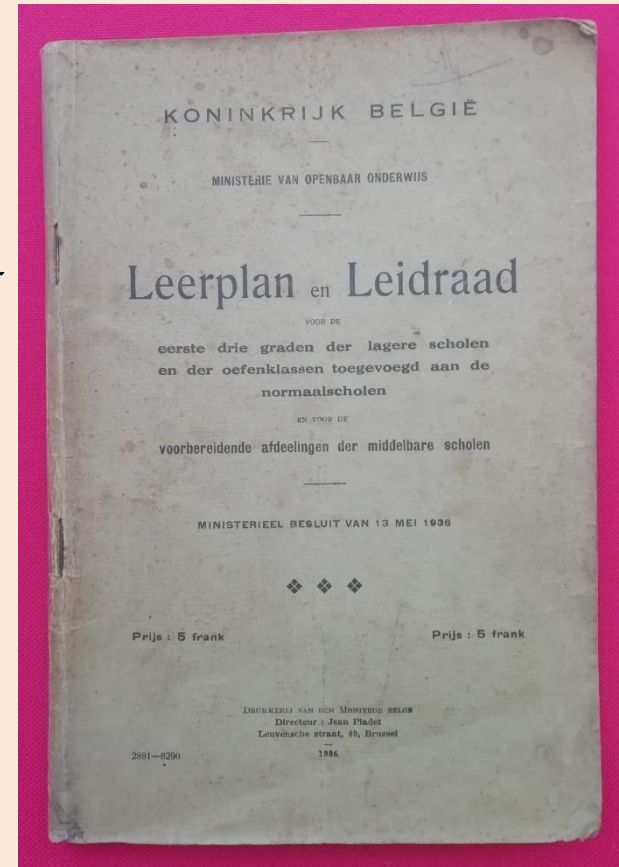 KONINKRIJK BELGIË
MINISTERIE VAN OPENBAAR ONDERWIJS
Leerplan en Leidraad
VOOR DE
eerste drie graden der lagere scholen
en der oefenklassen toegevoegd aan de
normaalscholen
EN VOOR DE
voorbereidende afdeelingen der middelbare scholen
MINISTERIEEL BESLUIT VAN 13 MEI 1936
Prijs : 5 frank Prijs : 5 frank
DRUKKERIJ VAN DEN MONITEUR BELGE
Directeur : Jean Pladet
Leuvensche straat, 40, Brussel
1936
2881—8290